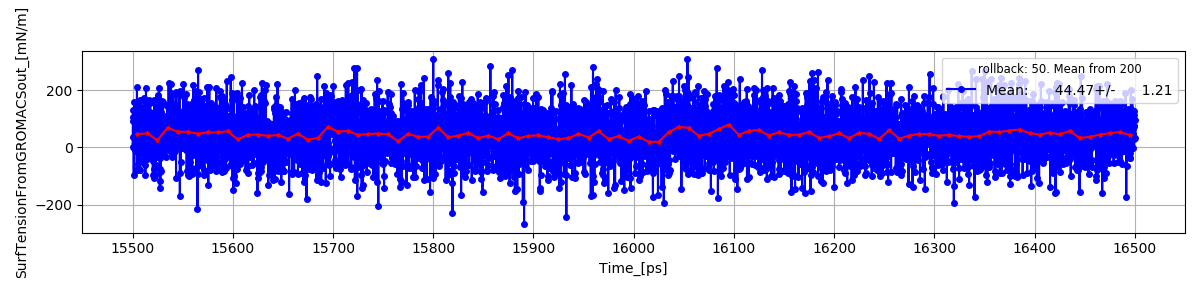 SurfTensionFromGROMACSout_[mN/m]
rollback: 50. Mean from 200
Mean: 44.47+/- 1.21
200
0
−200
15500 15600 15700 15800 15900 16000 16100 16200 16300 16400 16500
Time_[ps]